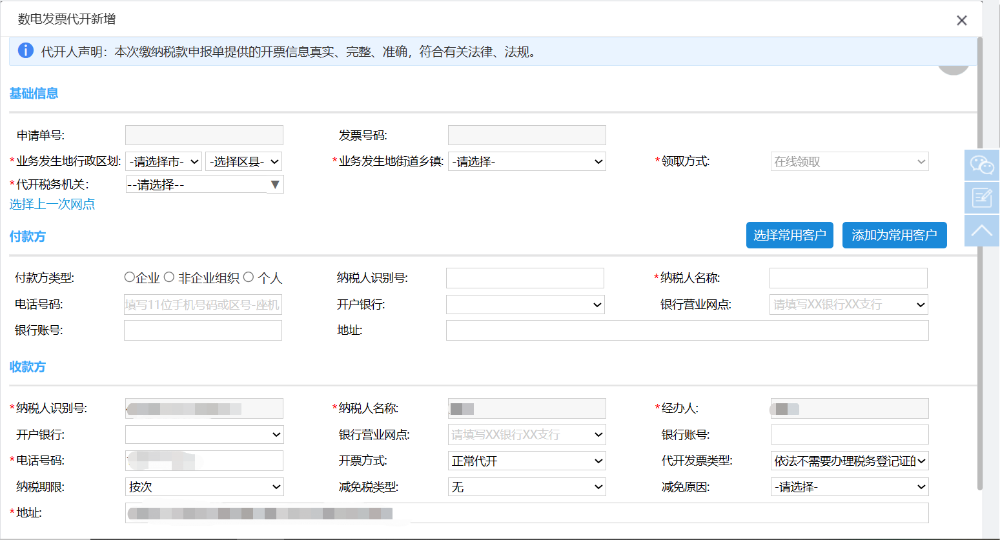 数电发票代开新增
代开人声明：本次缴纳税款申报单提供的开票信息真实、完整、准确，符合有关法律、法规。
基础信息
申请单号: 发票号码:
*业务发生地行政区划: -请选择市- -选择区县- *业务发生地街道乡镇: -请选择- *领取方式: 在线领取
*代开税务机关： --请选择--
选择上一次网点
付款方 选择常用客户 添加为常用客户
付款方类型: 企业 非企业组织 个人 纳税人识别号: *纳税人名称:
电话号码: 填写11位手机号码或区号-座机 开户银行: 银行营业网点: 请填写XX银行XX支行
银行账号: 地址:
收款方
*纳税人识别号: *纳税人名称: *经办人:
开户银行: 银行营业网点: 请填写XX银行XX支行 银行账号:
*电话号码: 开票方式: 正常代开 代开发票类型: 依法不需要办理税务登记证的
纳税期限: 按次 减免税类型: 无 减免原因: -请选择-
*地址: